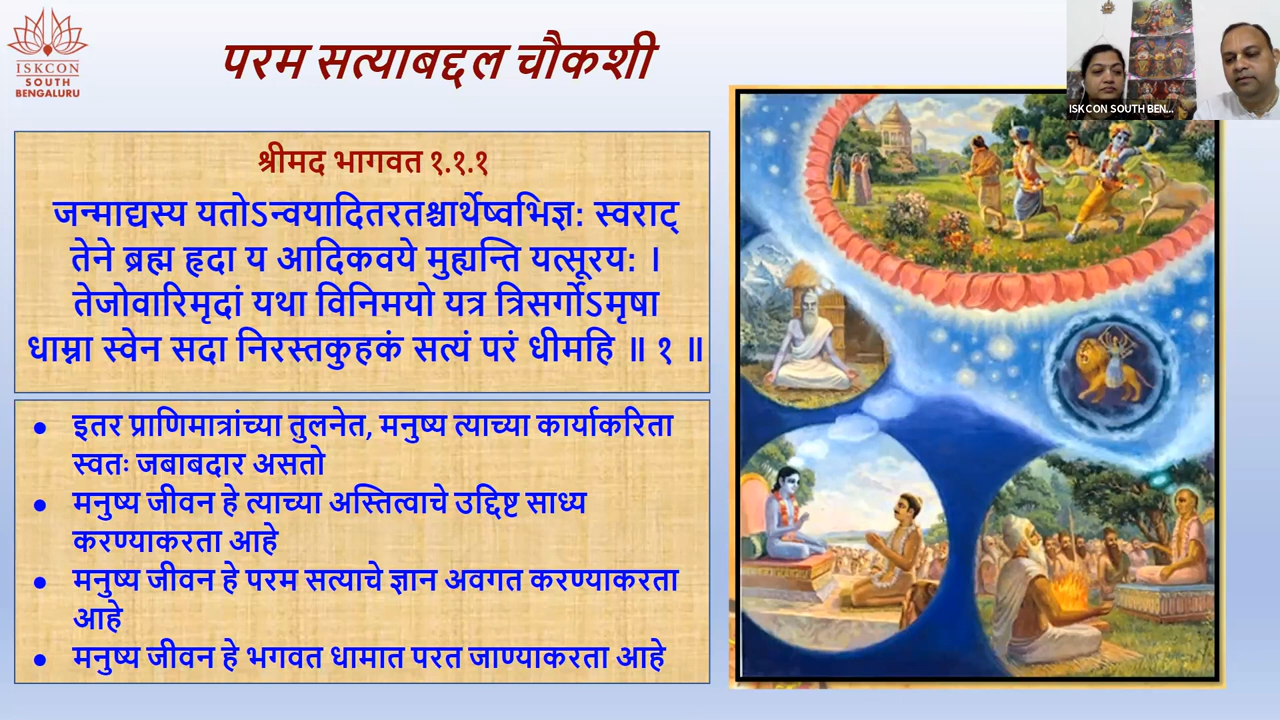 ISKCON
SOUTH
BENGALURU
परम सत्याबद्दल चौकशी
ISKCON SOUTH BEN...
श्रीमद भागवत १.१.१
जन्माद्यस्य यतोऽन्वयादितरतश्चार्थेष्वभिज्ञः स्वराट्
तेने ब्रह्म हृदा य आदिकवये मुह्यन्ति यत्सूरयः ।
तेजोवारिमृदां यथा विनिमयो यत्र त्रिसर्गोऽमृषा
धाम्ना स्वेन सदा निरस्तकुहकं सत्यं परं धीमहि ॥ १ ॥
• इतर प्राणिमात्रांच्या तुलनेत, मनुष्य त्याच्या कार्याकरिता
स्वतः जबाबदार असतो
• मनुष्य जीवन हे त्याच्या अस्तित्वाचे उद्दिष्ट साध्य
करण्याकरता आहे
• मनुष्य जीवन हे परम सत्याचे ज्ञान अवगत करण्याकरता
आहे
• मनुष्य जीवन हे भगवत धामात परत जाण्याकरता आहे